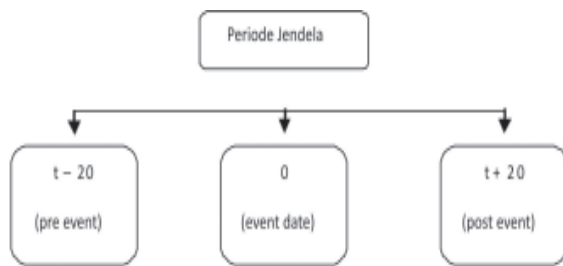 Periode Jendela
t – 20
(pre event)
0
(event date)
t + 20
(post event)